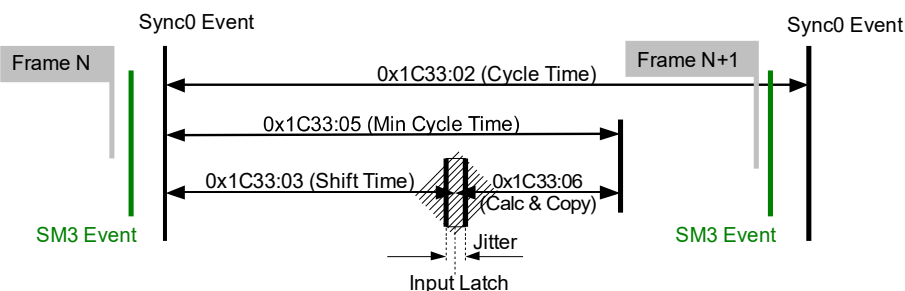 Sync0 Event
Sync0 Event
Frame N
Frame N+1
0x1C33:02 (Cycle Time)
0x1C33:05 (Min Cycle Time)
0x1C33:03 (Shift Time)
0x1C33:06
(Calc & Copy)
SM3 Event
SM3 Event
Jitter
Input Latch